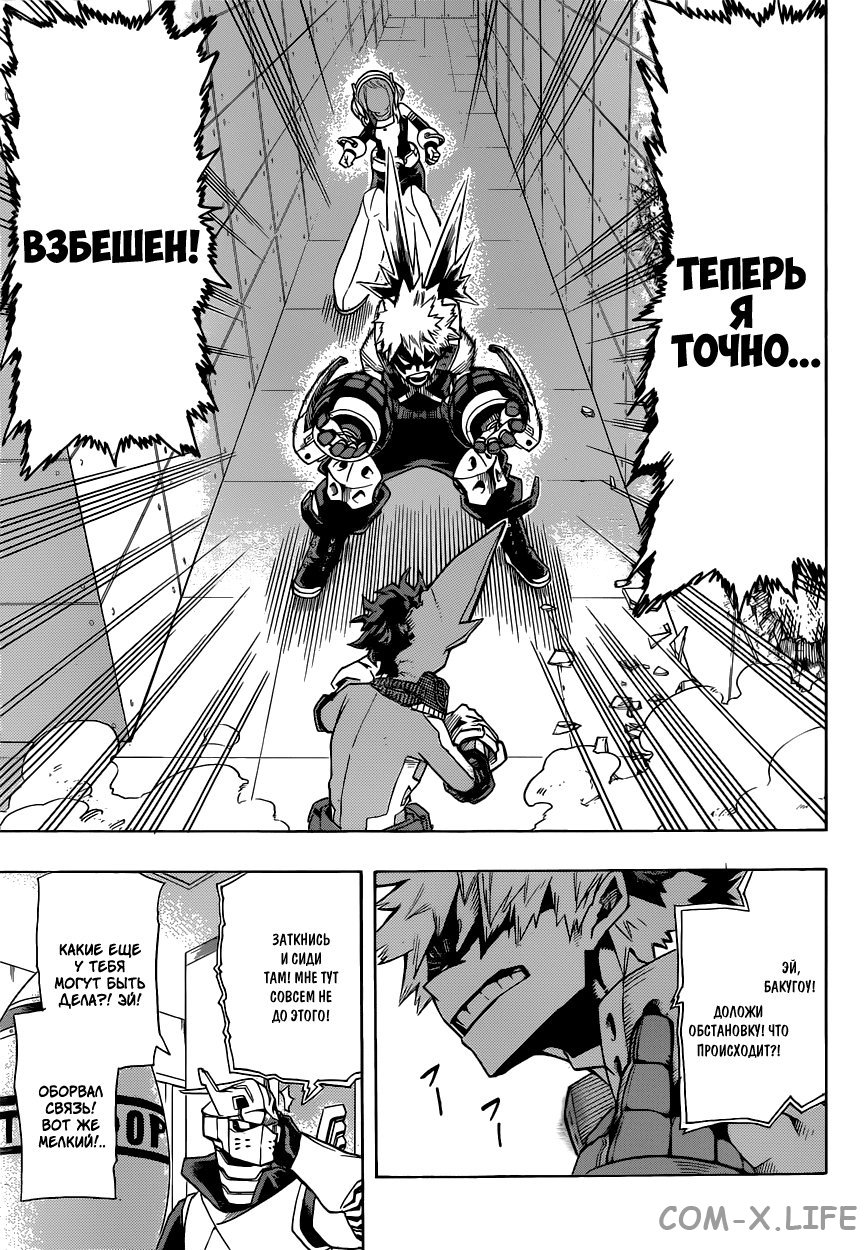 ТЕПЕРЬ
Я
ТОЧНО...
ВЗБЕШЕН!
ЭЙ,
БАКУГОУ!
ДОЛОЖИ
ОБСТАНОВКУ! ЧТО
ПРОИСХОДИТ?!
ЗАТКНИСЬ
И СИДИ
ТАМ! МНЕ ТУТ
СОВСЕМ НЕ
ДО ЭТОГО!
КАКИЕ ЕЩЕ
У ТЕБЯ
МОГУТ БЫТЬ
ДЕЛА?! ЭЙ!
ОБОРВАЛ
СВЯЗЬ!
ВОТ ЖЕ
МЕЛКИЙ!..
COM-X.LIFE